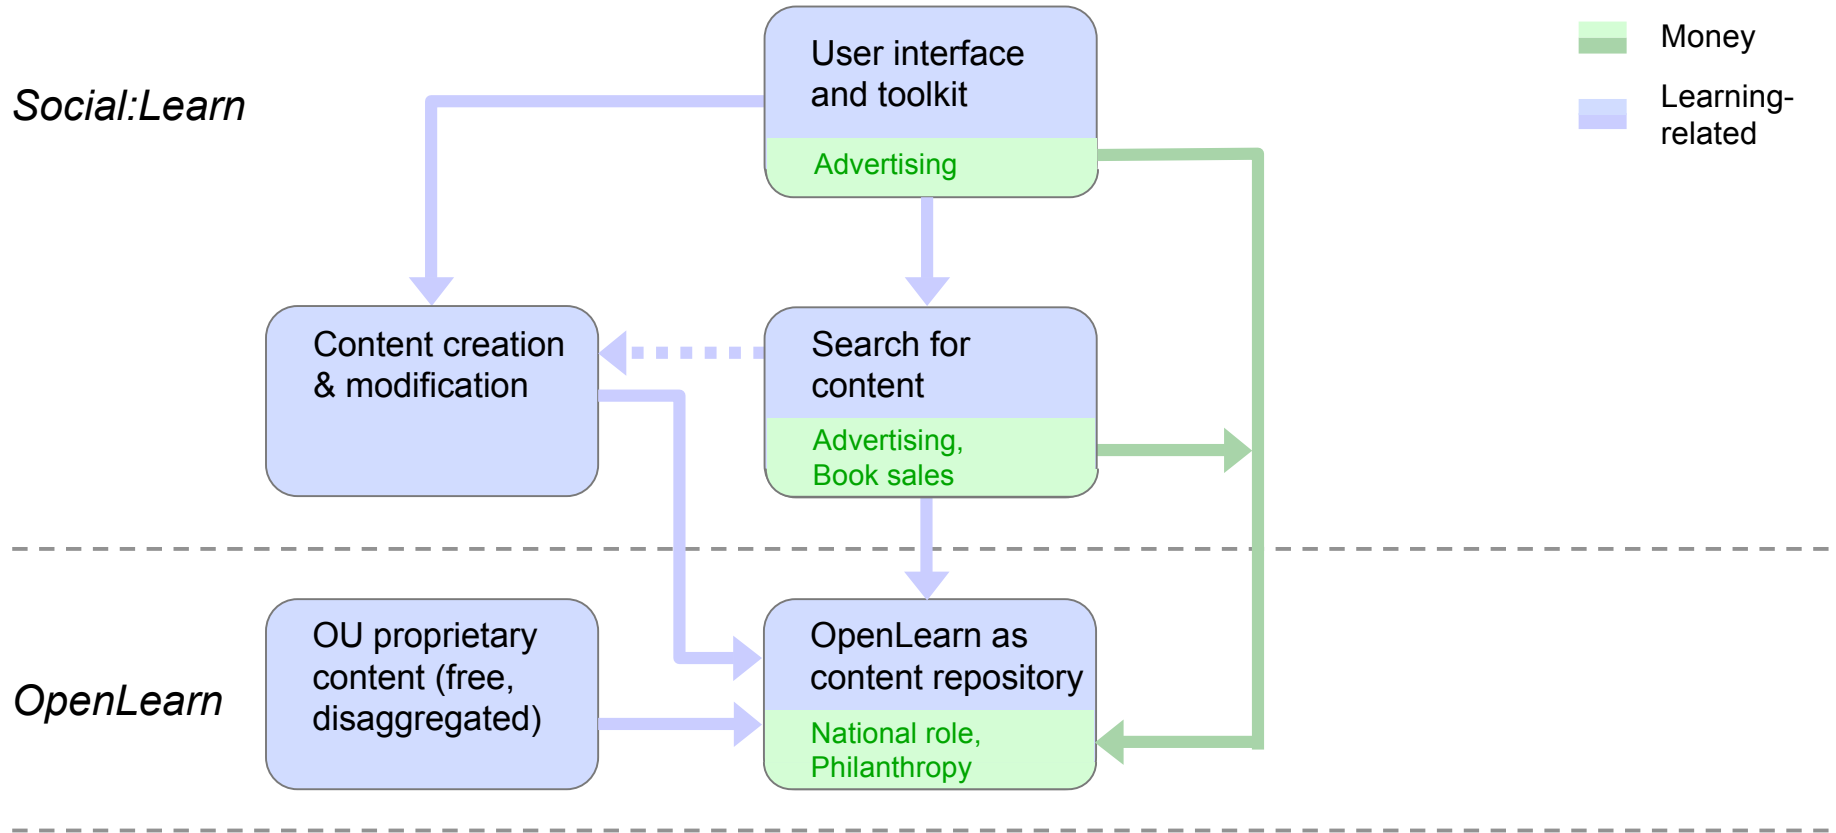 User interface
and toolkit
Advertising
Money
Learning-
related
Social:Learn
Content creation
& modification
Search for
content
Advertising,
Book sales
OpenLearn
OU proprietary
content (free,
disaggregated)
OpenLearn as
content repository
National role,
Philanthropy